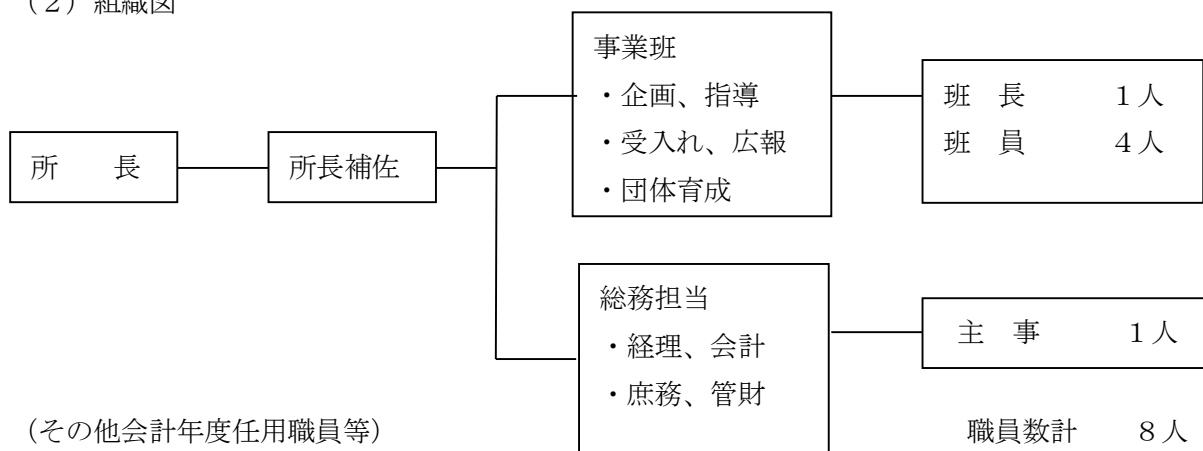 （２）組織図
所　　長
所長補佐
事業班
・企画、指導
・受入れ、広報
・団体育成
班　長　　　１人
班　員　　　４人
総務担当
・経理、会計
・庶務、管財
主　事　　　１人
（その他会計年度任用職員等）
職員数計　　８人